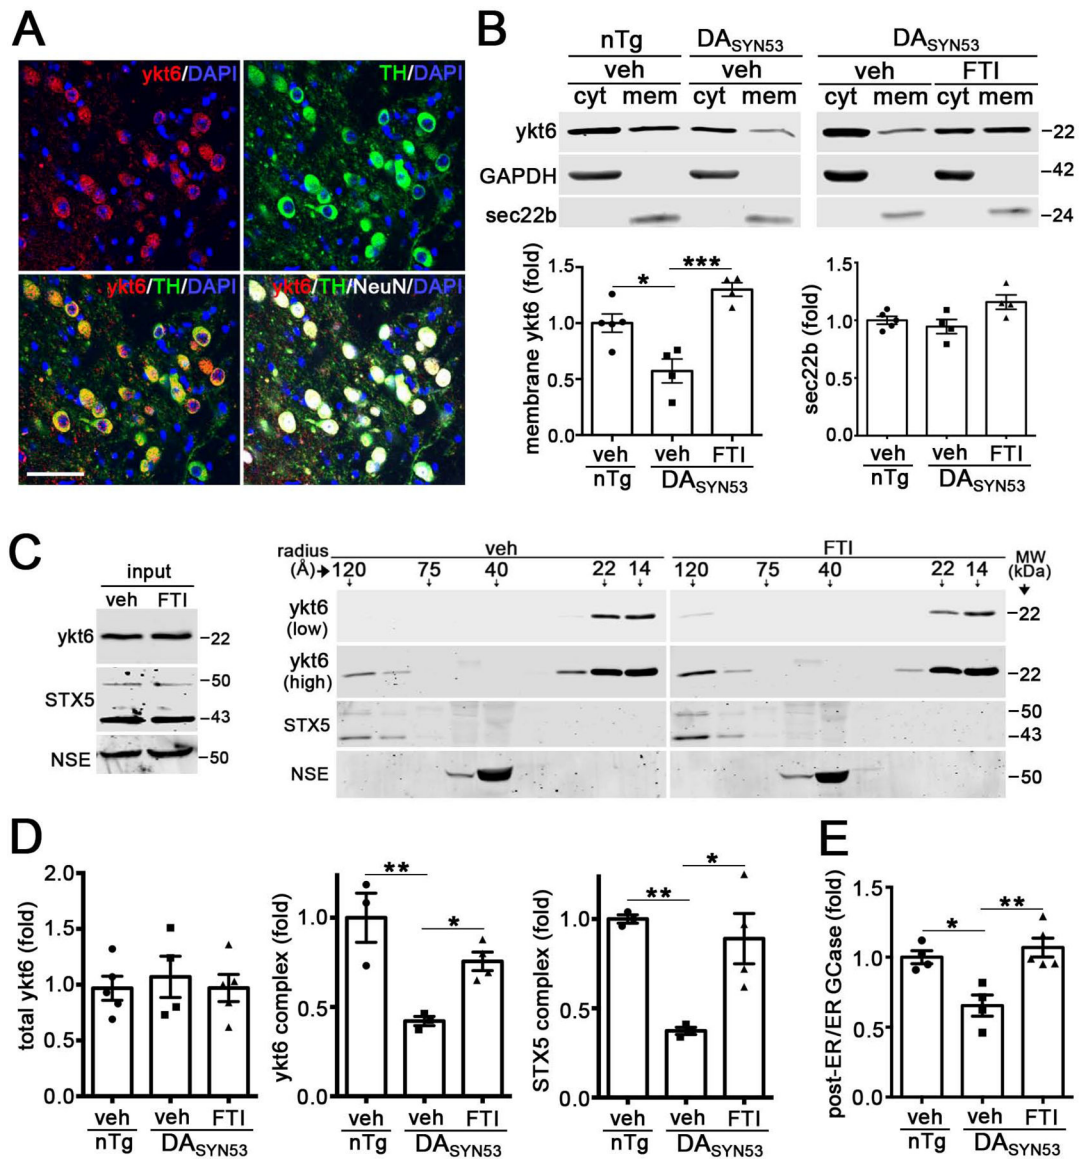 A
ykt6/DAPI
TH/DAPI
ykt6/TH/DAPI
ykt6/TH/NeuN/DAPI
B
nTg DASYN53 DASYN53
veh veh veh FTI
cyt mem cyt mem cyt mem cyt mem
ykt6 -22
GAPDH -42
sec22b -24
membrane ykt6 (fold)
1.5
1.0
0.5
0.0
* ***
veh veh FTI
nTg DASYN53
sec22b (fold)
1.5
1.0
0.5
0.0
veh veh FTI
nTg DASYN53
C
input
veh FTI
ykt6 -22
STX5 -50
-43
NSE -50
radius (Å)→ veh FTI MW (kDa)
120 75 40 22 14 120 75 40 22 14
ykt6 (low) -22
ykt6 (high) -22
STX5 -50
-43
NSE -50
D
total ykt6 (fold)
2.0
1.5
1.0
0.5
0.0
veh veh FTI
nTg DASYN53
ykt6 complex (fold)
1.0
0.5
0.0
** *
veh veh FTI
nTg DASYN53
STX5 complex (fold)
1.0
0.5
0.0
** *
veh veh FTI
nTg DASYN53
E
post-ER/ER GCase (fold)
1.5
1.0
0.5
0.0
* **
veh veh FTI
nTg DASYN53